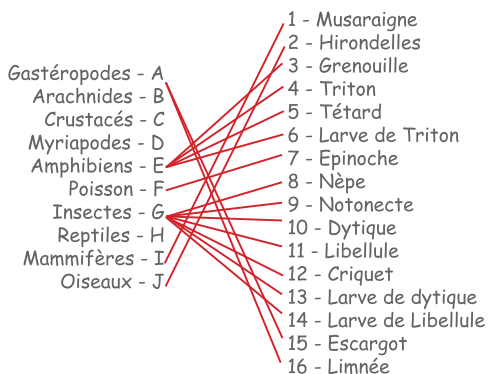 Gastéropodes - A
Arachnides - B
Crustacés - C
Myriapodes - D
Amphibiens - E
Poisson - F
Insectes - G
Reptiles - H
Mammifères - I
Oiseaux - J
1 - Musaraigne
2 - Hirondelles
3 - Grenouille
4 - Triton
5 - Tétard
6 - Larve de Triton
7 - Epinoche
8 - Nèpe
9 - Notonecte
10 - Dytique
11 - Libellule
12 - Criquet
13 - Larve de dytique
14 - Larve de Libellule
15 - Escargot
16 - Limnée